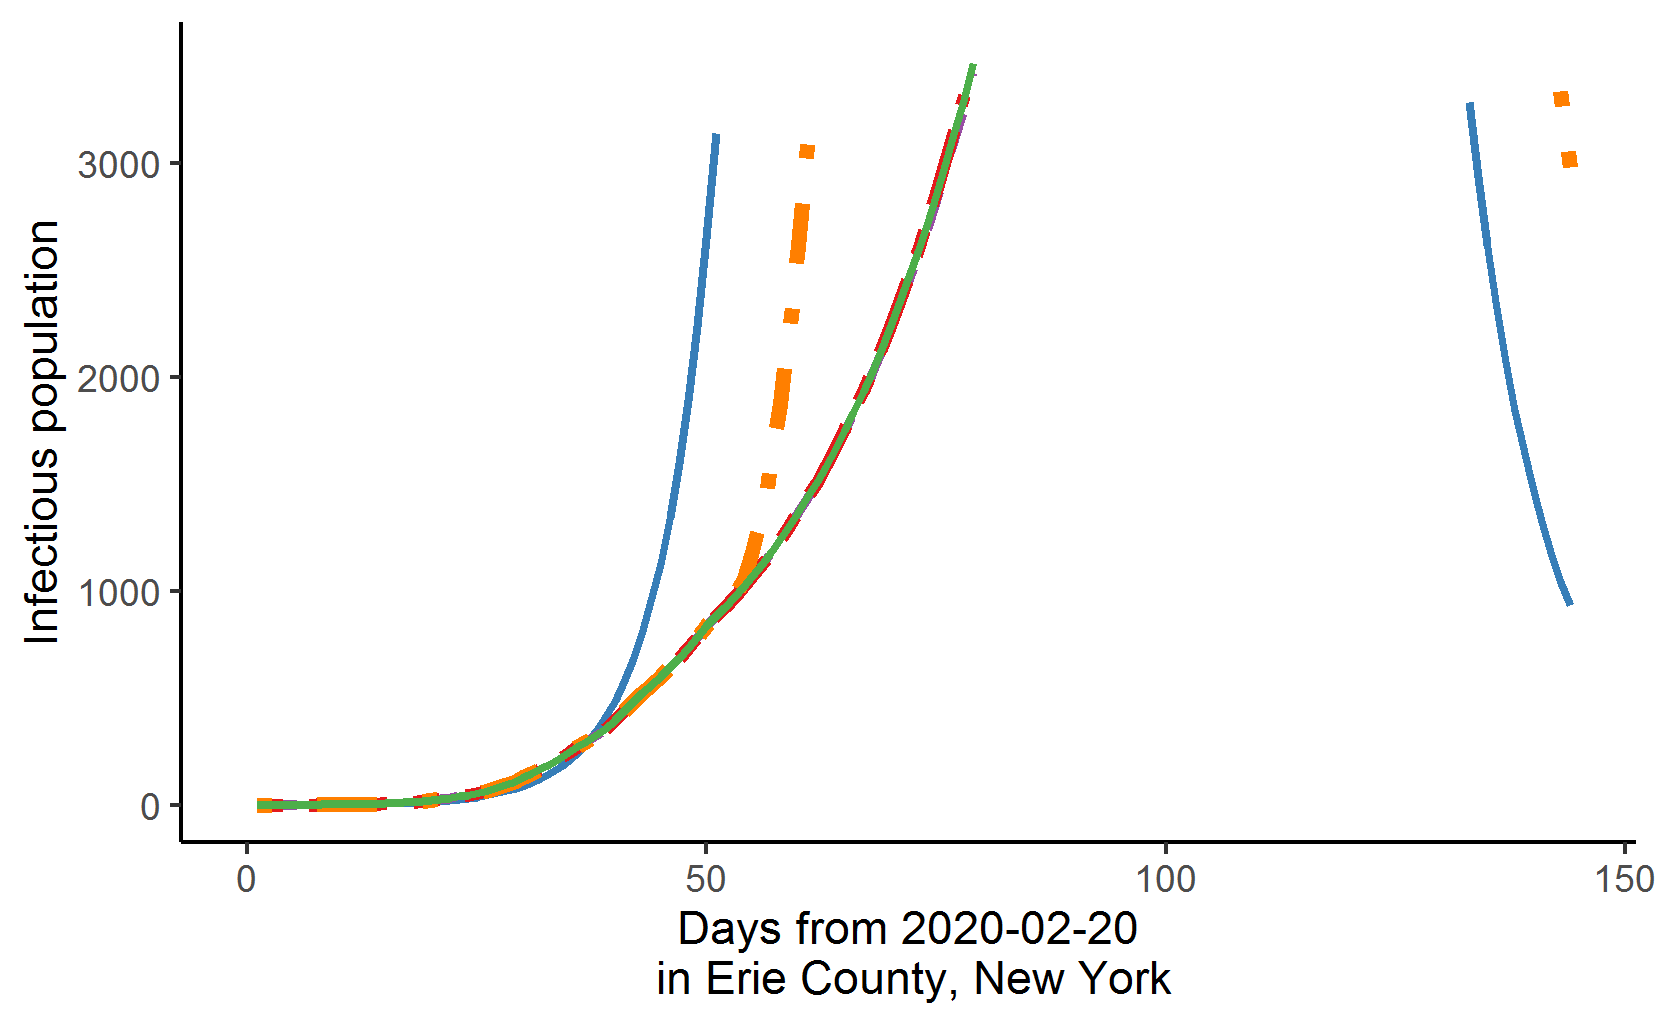 Infectious population
3000
2000
1000
0
0 50 100 150
Days from 2020-02-20
in Erie County, New York